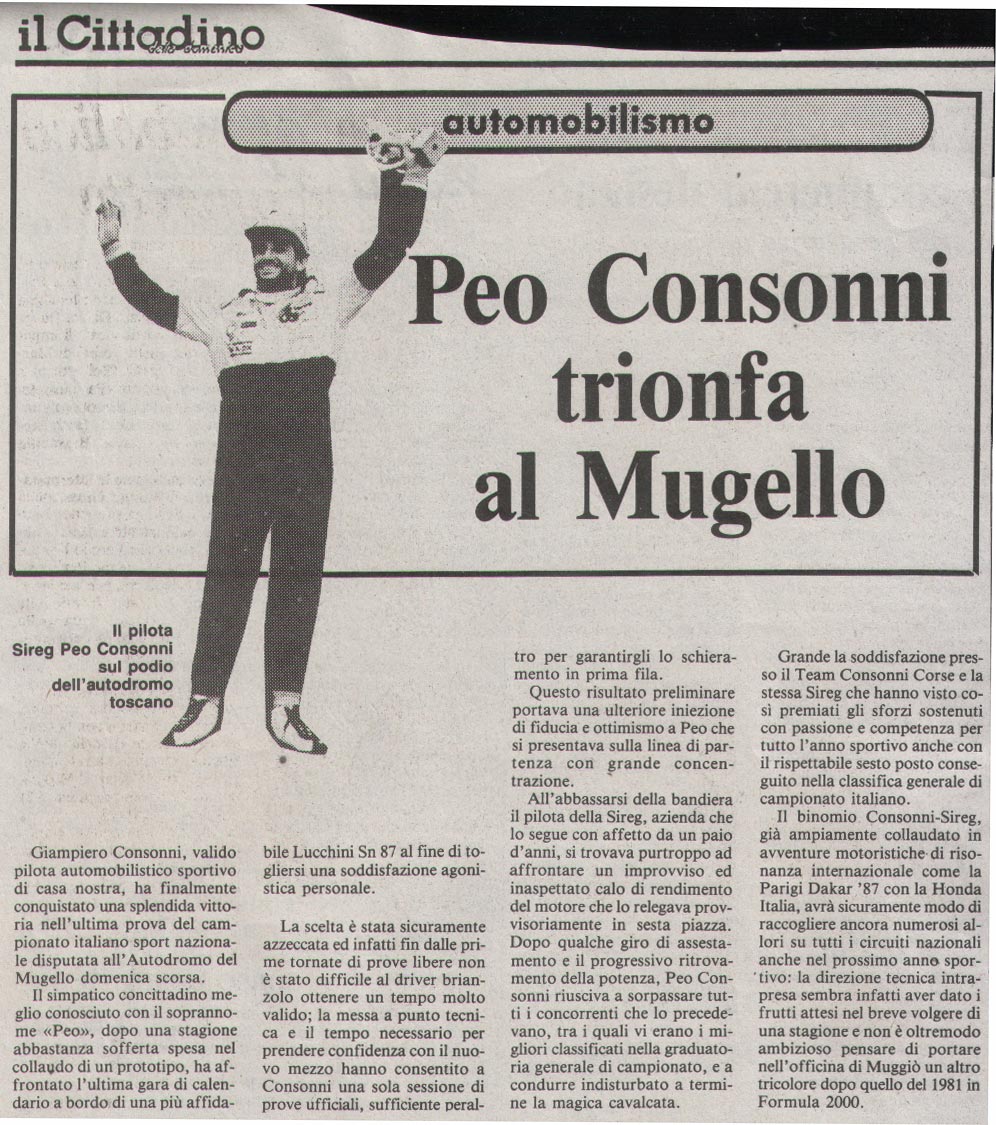 il Cittadino
della domenica
automobilismo
Peo Consonni
trionfa
al Mugello
Il pilota
Sireg Peo Consonni
sul podio
dell'autodromo
toscano
Giampiero Consonni, valido
pilota automobilistico sportivo
di casa nostra, ha finalmente
conquistato una splendida vitto-
ria nell'ultima prova del cam-
pionato italiano sport naziona-
le disputata all'Autodromo del
Mugello domenica scorsa.
Il simpatico concittadino me-
glio conosciuto con il sopranno-
me «Peo», dopo una stagione
abbastanza sofferta spesa nel
collaudo di un prototipo, ha af-
frontato l'ultima gara di calen-
dario a bordo di una più affida-
bile Lucchini Sn 87 al fine di to-
gliersi una soddisfazione agoni-
stica personale.
La scelta è stata sicuramente
azzeccata ed infatti fin dalle pri-
me tornate di prove libere non
è stato difficile al driver brian-
zolo ottenere un tempo molto
valido; la messa a punto tecni-
ca e il tempo necessario per
prendere confidenza con il nuo-
vo mezzo hanno consentito a
Consonni una sola sessione di
prove ufficiali, sufficiente peral-
tro per garantirgli lo schiera-
mento in prima fila.
Questo risultato preliminare
portava una ulteriore iniezione
di fiducia e ottimismo a Peo che
si presentava sulla linea di par-
tenza con grande concen-
trazione.
All'abbassarsi della bandiera
il pilota della Sireg, azienda che
lo segue con affetto da un paio
d'anni, si trovava purtroppo ad
affrontare un improvviso ed
inaspettato calo di rendimento
del motore che lo relegava prov-
visoriamente in sesta piazza.
Dopo qualche giro di assesta-
mento e il progressivo ritrova-
mento della potenza, Peo Con-
sonni riusciva a sorpassare tut-
ti i concorrenti che lo precede-
vano, tra i quali vi erano i mi-
gliori classificati nella graduato-
ria generale di campionato, e a
condurre indisturbato a termi-
ne la magica cavalcata.
Grande la soddisfazione pres-
so il Team Consonni Corse e la
stessa Sireg che hanno visto co-
sì premiati gli sforzi sostenuti
con passione e competenza per
tutto l'anno sportivo anche con
il rispettabile sesto posto conse-
guito nella classifica generale di
campionato italiano.
Il binomio Consonni-Sireg,
già ampiamente collaudato in
avventure motoristiche di riso-
nanza internazionale come la
Parigi Dakar '87 con la Honda
Italia, avrà sicuramente modo di
raccogliere ancora numerosi al-
lori su tutti i circuiti nazionali
anche nel prossimo anno spor-
tivo: la direzione tecnica intra-
presa sembra infatti aver dato i
frutti attesi nel breve volgere di
una stagione e non è oltremodo
ambizioso pensare di portare
nell'officina di Muggiò un altro
tricolore dopo quello del 1981 in
Formula 2000.